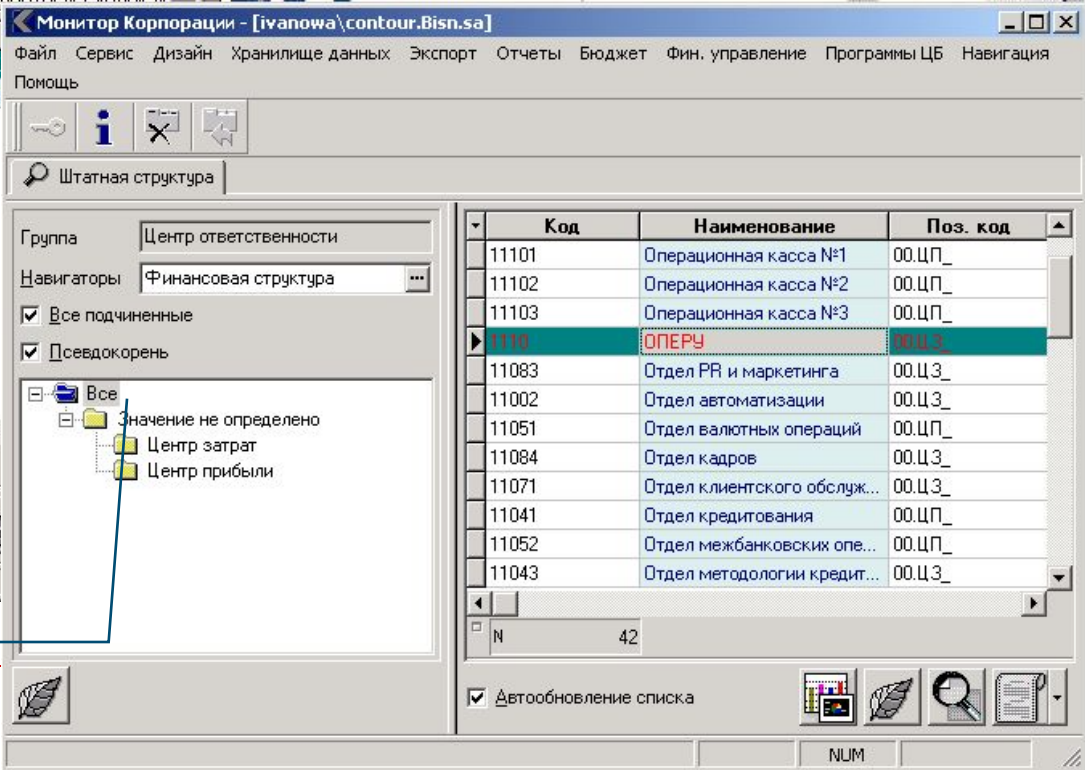 Монитор Корпорации - [ivanowa\contour.Bisn.sa]
Файл Сервис Дизайн Хранилище данных Экспорт Отчеты Бюджет Фин. управление Программы ЦБ Навигация
Помощь
Штатная структура
Группа Центр ответственности
Навигаторы Финансовая структура ...
Все подчиненные
Псевдокорень
Все
Значение не определено
Центр затрат
Центр прибыли
Код Наименование Поз. код
11101 Операционная касса №1 00.ЦП_
11102 Операционная касса №2 00.ЦП_
11103 Операционная касса №3 00.ЦП_
1110 ОПЕРУ 00.ЦЗ_
11083 Отдел PR и маркетинга 00.ЦЗ_
11002 Отдел автоматизации 00.ЦЗ_
11051 Отдел валютных операций 00.ЦП_
11084 Отдел кадров 00.ЦЗ_
11071 Отдел клиентского обслуж... 00.ЦЗ_
11041 Отдел кредитования 00.ЦП_
11052 Отдел межбанковских опе... 00.ЦП_
11043 Отдел методологии кредит... 00.ЦЗ_
N 42
Автообновление списка
NUM